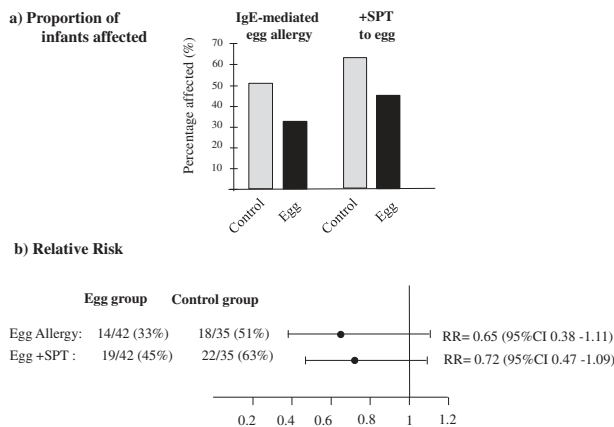 a) Proportion of
infants affected
IgE-mediated
egg allergy
+SPT
to egg
Percentage affected (%)
70
60
50
40
30
20
10
Control
Egg
Control
Egg
b) Relative Risk
Egg group Control group
Egg Allergy: 14/42 (33%) 18/35 (51%) RR= 0.65 (95%CI 0.38 -1.11)
Egg +SPT : 19/42 (45%) 22/35 (63%) RR= 0.72 (95%CI 0.47 -1.09)
0.2 0.4 0.6 0.8 1 1.2